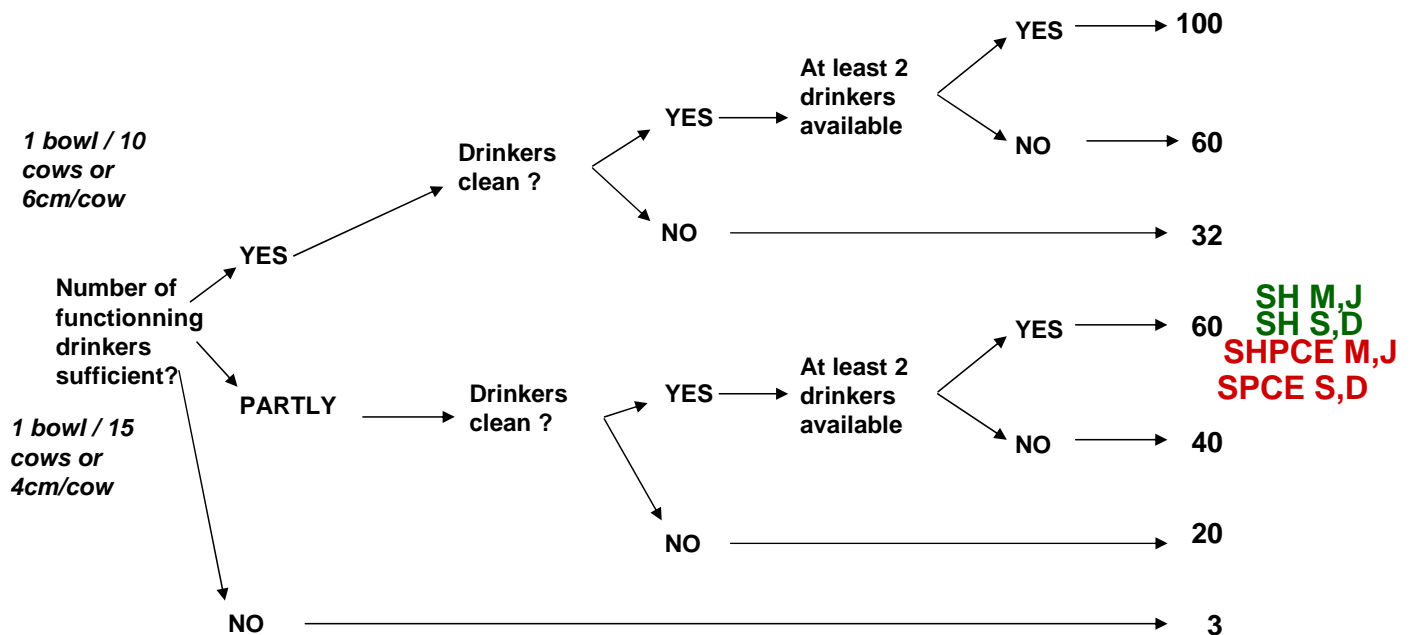 YES
100
At least 2
drinkers
available
YES
1 bowl / 10
cows or
6cm/cow
Drinkers
clean ?
NO
60
NO
32
YES
Number of
functionning
drinkers
sufficient?
SH M,J
YES
60
SH S,D
SHPCE M,J
At least 2
drinkers
available
SPCE S,D
PARTLY
Drinkers
clean ?
YES
1 bowl / 15
cows or
4cm/cow
NO
40
NO
20
NO
3